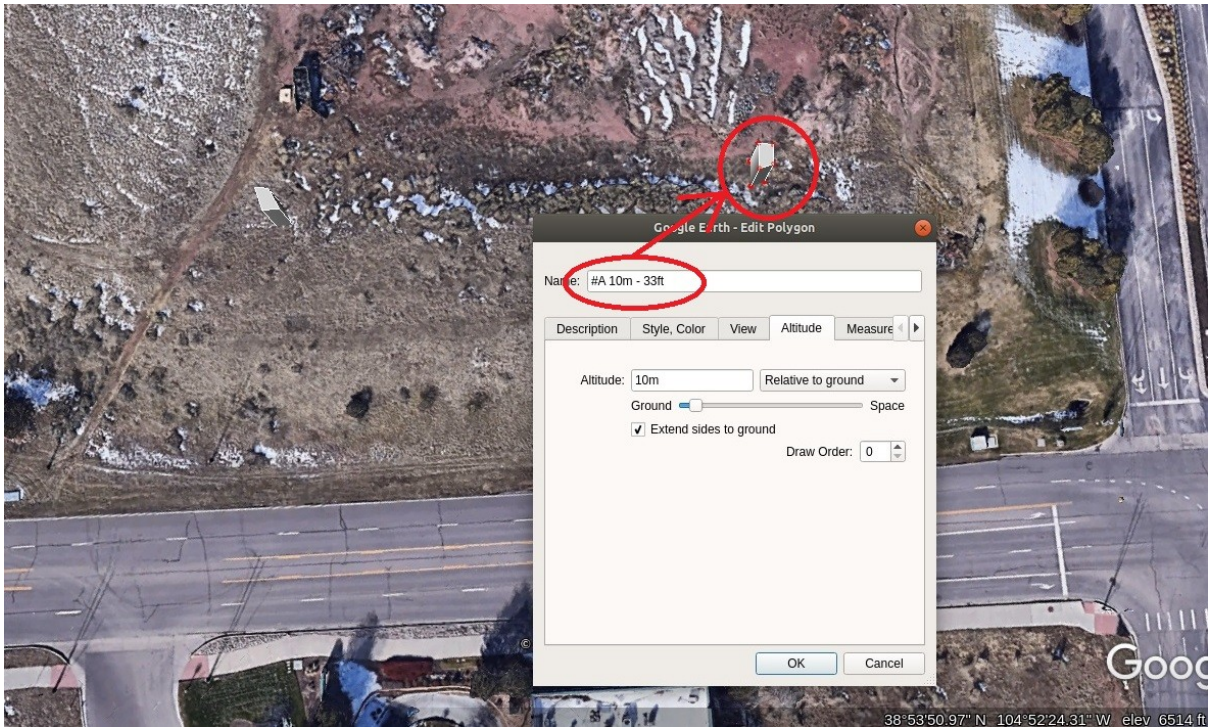 Google Earth - Edit Polygon
Name: #A 10m - 33ft
Description Style, Color View Altitude Measure
Altitude: 10m Relative to ground
Ground Space
Extend sides to ground
Draw Order: 0
OK Cancel
©
Goog
38°53'50.97" N 104°52'24.31" W elev 6514 ft